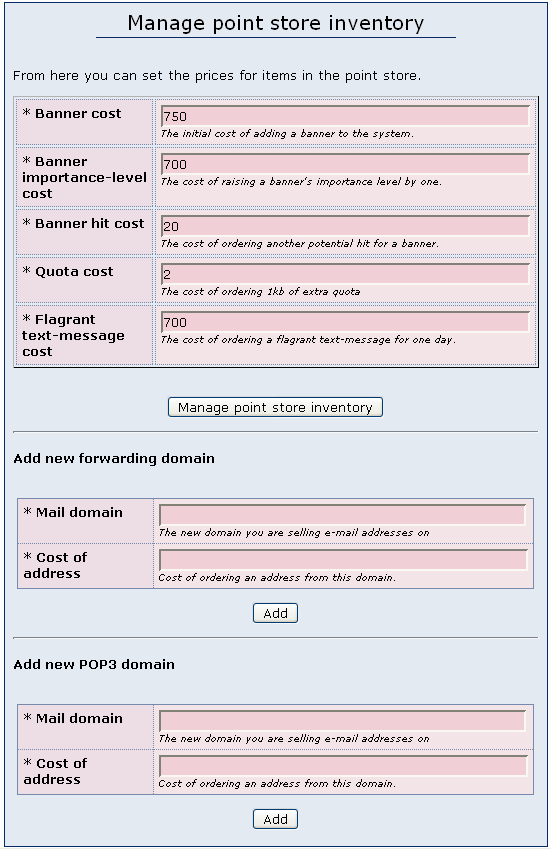 Manage point store inventory
From here you can set the prices for items in the point store.
* Banner cost
750
The initial cost of adding a banner to the system.
* Banner
importance-level
cost
700
The cost of raising a banner's importance level by one.
* Banner hit cost
20
The cost of ordering another potential hit for a banner.
* Quota cost
2
The cost of ordering 1kb of extra quota
* Flagrant
text-message
cost
700
The cost of ordering a flagrant text-message for one day.
Manage point store inventory
Add new forwarding domain
* Mail domain
The new domain you are selling e-mail addresses on
* Cost of
address
Cost of ordering an address from this domain.
Add
Add new POP3 domain
* Mail domain
The new domain you are selling e-mail addresses on
* Cost of
address
Cost of ordering an address from this domain.
Add